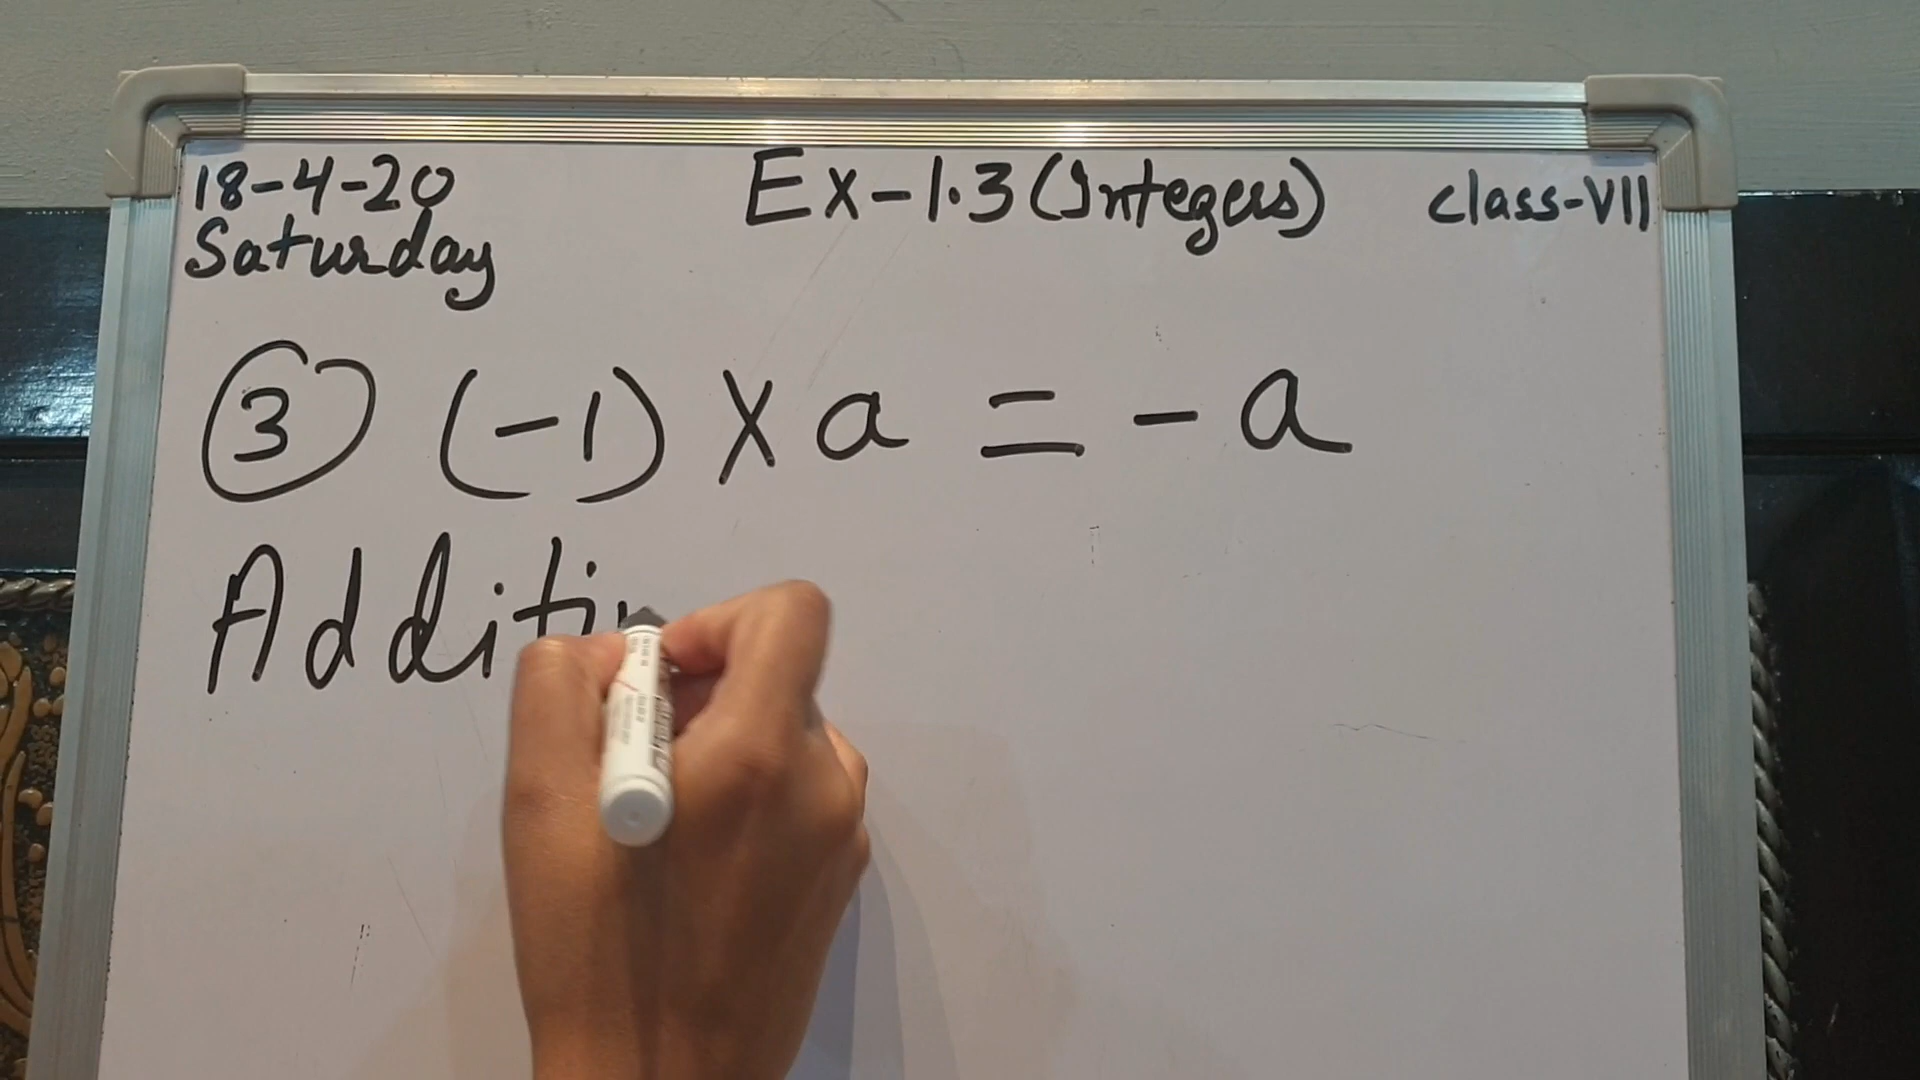 18-4-20 Ex-1.3 (Integers) class-VII
Saturday
③ (-1) X a = - a
Additi